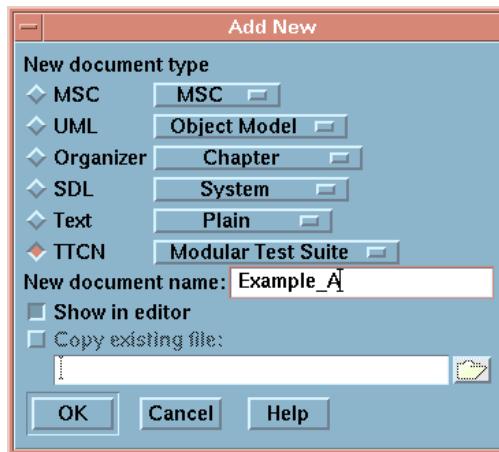 Add New
New document type
MSC MSC
UML Object Model
Organizer Chapter
SDL System
Text Plain
TTCN Modular Test Suite
New document name: Example_A
Show in editor
Copy existing file:
OK Cancel Help